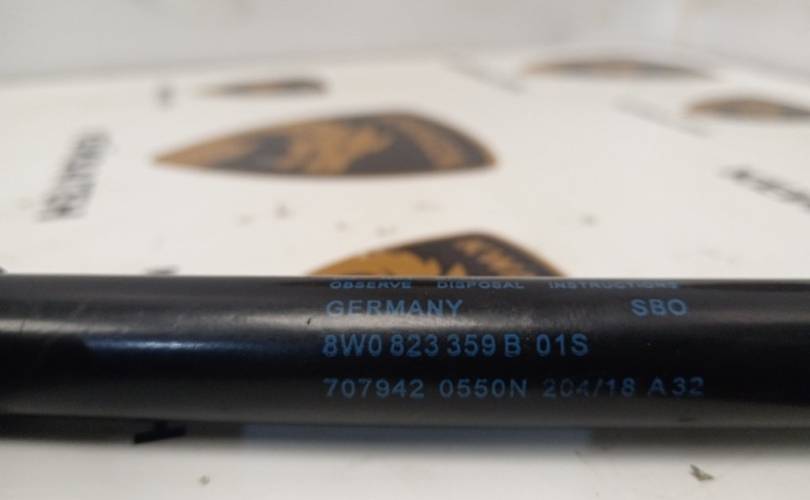 OBSERVE DISPOSAL INSTRUCTIONS
GERMANY SBO
8W0 823 359 B 01S
707942 0550N 204/18 A32